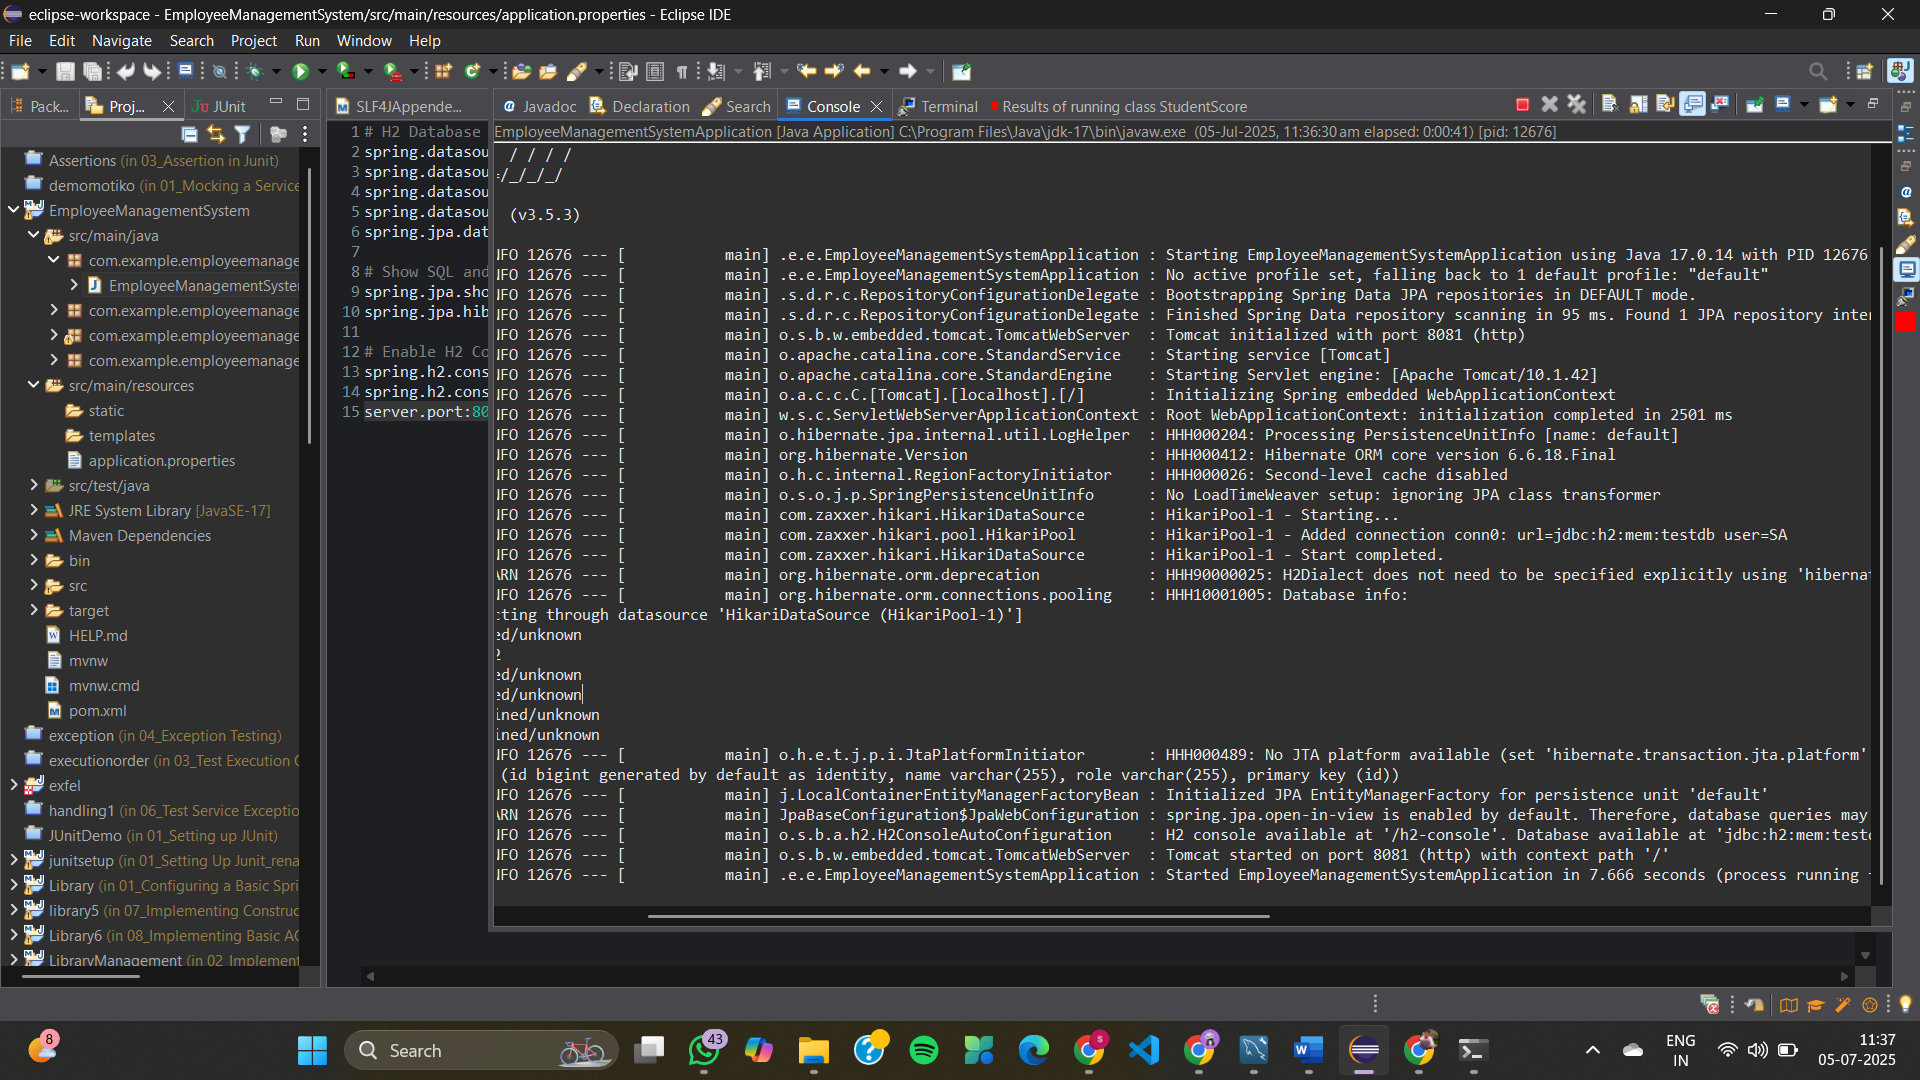 eclipse-workspace - EmployeeManagementSystem/src/main/resources/application.properties - Eclipse IDE
File Edit Navigate Search Project Run Window Help
Pack... Proj... JUnit
Assertions (in 03_Assertion in Junit)
demomotiko (in 01_Mocking a Service
EmployeeManagementSystem
src/main/java
com.example.employeemanage
EmployeeManagementSyste
com.example.employeemanage
com.example.employeemanage
com.example.employeemanage
src/main/resources
static
templates
application.properties
src/test/java
JRE System Library [JavaSE-17]
Maven Dependencies
bin
src
target
HELP.md
mvnw
mvnw.cmd
pom.xml
exception (in 04_Exception Testing)
executionorder (in 03_Test Execution
exfel
handling1 (in 06_Test Service Exceptio
JUnitDemo (in 01_Setting up JUnit)
junitsetup (in 01_Setting Up Junit_rena
Library (in 01_Configuring a Basic Spri
library5 (in 07_Implementing Construc
Library6 (in 08_Implementing Basic AO
LibraryManagement (in 02_Implement
SLF4JAppende...
1 # H2 Database
2 spring.datasou
3 spring.datasou
4 spring.datasou
5 spring.datasou
6 spring.jpa.dat
7
8 # Show SQL and
9 spring.jpa.sho
10 spring.jpa.hib
11
12 # Enable H2 Co
13 spring.h2.cons
14 spring.h2.cons
15 server.port:80
Javadoc Declaration Search Console Terminal Results of running class StudentScore
EmployeeManagementSystemApplication [Java Application] C:\Program Files\Java\jdk-17\bin\javaw.exe (05-Jul-2025, 11:36:30 am elapsed: 0:00:41) [pid: 12676]
/ / / /
=/_/_/_/
(v3.5.3)
NFO 12676 --- [ main] .e.e.EmployeeManagementSystemApplication : Starting EmployeeManagementSystemApplication using Java 17.0.14 with PID 12676
NFO 12676 --- [ main] .e.e.EmployeeManagementSystemApplication : No active profile set, falling back to 1 default profile: "default"
NFO 12676 --- [ main] .s.d.r.c.RepositoryConfigurationDelegate : Bootstrapping Spring Data JPA repositories in DEFAULT mode.
NFO 12676 --- [ main] .s.d.r.c.RepositoryConfigurationDelegate : Finished Spring Data repository scanning in 95 ms. Found 1 JPA repository inte
NFO 12676 --- [ main] o.s.b.w.embedded.tomcat.TomcatWebServer : Tomcat initialized with port 8081 (http)
NFO 12676 --- [ main] o.apache.catalina.core.StandardService : Starting service [Tomcat]
NFO 12676 --- [ main] o.apache.catalina.core.StandardEngine : Starting Servlet engine: [Apache Tomcat/10.1.42]
NFO 12676 --- [ main] o.a.c.c.C.[Tomcat].[localhost].[/] : Initializing Spring embedded WebApplicationContext
NFO 12676 --- [ main] w.s.c.ServletWebServerApplicationContext : Root WebApplicationContext: initialization completed in 2501 ms
NFO 12676 --- [ main] o.hibernate.jpa.internal.util.LogHelper : HHH000204: Processing PersistenceUnitInfo [name: default]
NFO 12676 --- [ main] org.hibernate.Version : HHH000412: Hibernate ORM core version 6.6.18.Final
NFO 12676 --- [ main] o.h.c.internal.RegionFactoryInitiator : HHH000026: Second-level cache disabled
NFO 12676 --- [ main] o.s.o.j.p.SpringPersistenceUnitInfo : No LoadTimeWeaver setup: ignoring JPA class transformer
NFO 12676 --- [ main] com.zaxxer.hikari.HikariDataSource : HikariPool-1 - Starting...
NFO 12676 --- [ main] com.zaxxer.hikari.pool.HikariPool : HikariPool-1 - Added connection conn0: url=jdbc:h2:mem:testdb user=SA
NFO 12676 --- [ main] com.zaxxer.hikari.HikariDataSource : HikariPool-1 - Start completed.
ARN 12676 --- [ main] org.hibernate.orm.deprecation : HHH90000025: H2Dialect does not need to be specified explicitly using 'hiberna
NFO 12676 --- [ main] org.hibernate.orm.connections.pooling : HHH10001005: Database info:
cting through datasource 'HikariDataSource (HikariPool-1)']
ed/unknown
2
ed/unknown
ed/unknown
ined/unknown
ined/unknown
NFO 12676 --- [ main] o.h.e.t.j.p.i.JtaPlatformInitiator : HHH000489: No JTA platform available (set 'hibernate.transaction.jta.platform'
(id bigint generated by default as identity, name varchar(255), role varchar(255), primary key (id))
NFO 12676 --- [ main] j.LocalContainerEntityManagerFactoryBean : Initialized JPA EntityManagerFactory for persistence unit 'default'
ARN 12676 --- [ main] JpaBaseConfiguration$JpaWebConfiguration : spring.jpa.open-in-view is enabled by default. Therefore, database queries may
NFO 12676 --- [ main] o.s.b.a.h2.H2ConsoleAutoConfiguration : H2 console available at '/h2-console'. Database available at 'jdbc:h2:mem:test
NFO 12676 --- [ main] o.s.b.w.embedded.tomcat.TomcatWebServer : Tomcat started on port 8081 (http) with context path '/'
NFO 12676 --- [ main] .e.e.EmployeeManagementSystemApplication : Started EmployeeManagementSystemApplication in 7.666 seconds (process running
8
Search
43
ENG
IN
11:37
05-07-2025